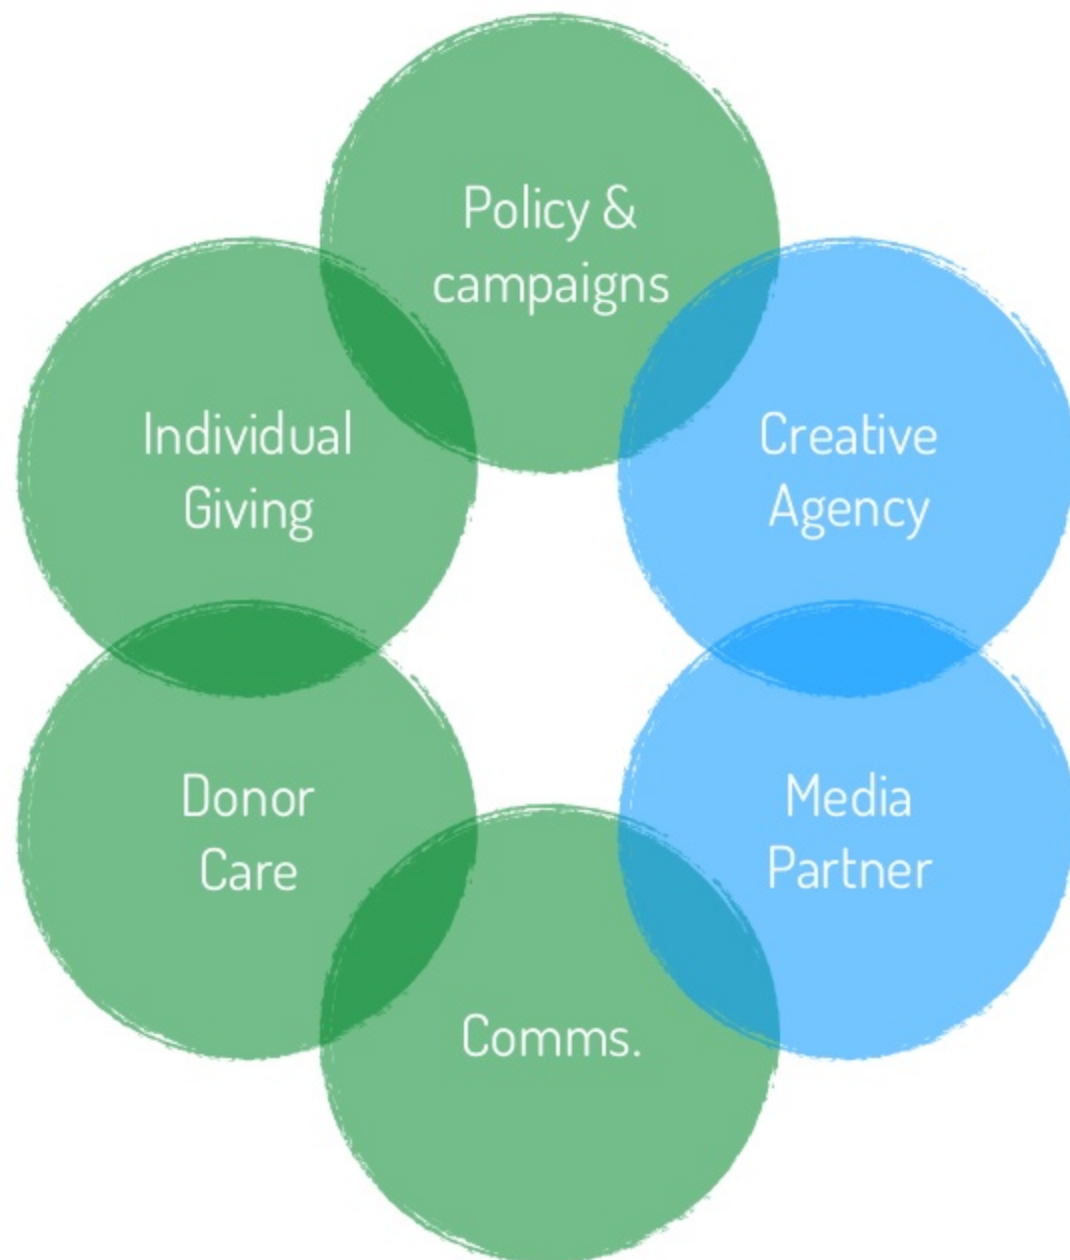 Policy &
campaigns
Individual
Giving
Creative
Agency
Donor
Care
Media
Partner
Comms.